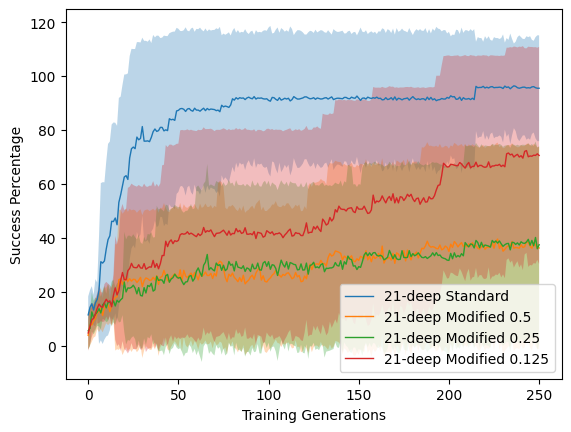 120
100
80
60
40
20
0
Success Percentage
21-deep Standard
21-deep Modified 0.5
21-deep Modified 0.25
21-deep Modified 0.125
0 50 100 150 200 250
Training Generations